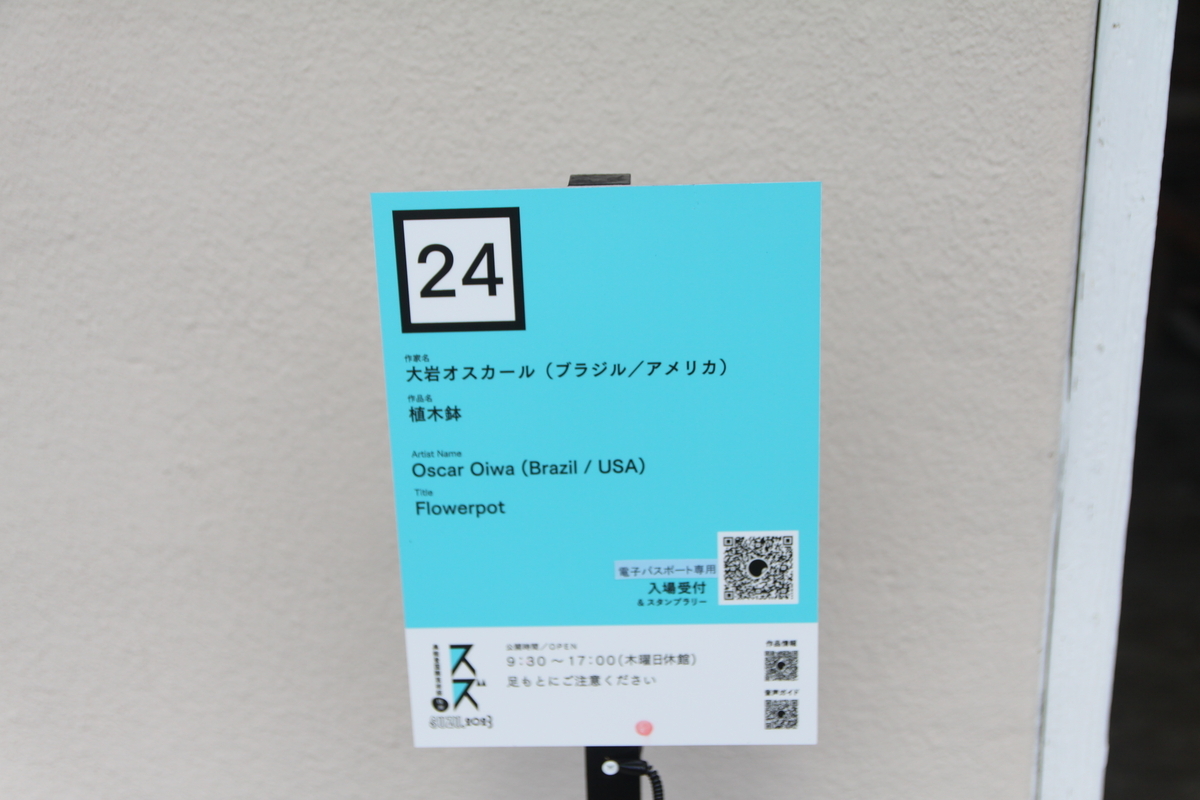 24
作家名
大岩オスカール（ブラジル／アメリカ）
作品名
植木鉢
Artist Name
Oscar Oiwa (Brazil / USA)
Title
Flowerpot
電子パスポート専用
入場受付
& スタンプラリー
スズ
公開時間／OPEN
9：30 〜 17：00（木曜日休館）
足もとにご注意ください
作品情報
音声ガイド